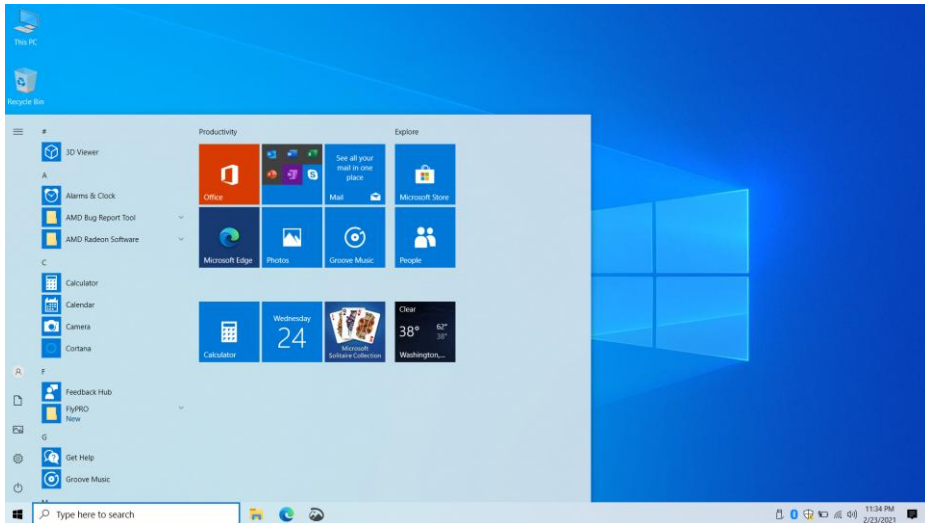 This PC
Recycle Bin
#
3D Viewer
A
Alarms & Clock
AMD Bug Report Tool
AMD Radeon Software
C
Calculator
Calendar
Camera
Cortana
F
Feedback Hub
FlyPRO
New
G
Get Help
Groove Music
Productivity
Office
See all your
mail in one
place
Mail
Microsoft Edge
Photos
Groove Music
Calculator
Wednesday
24
Microsoft
Solitaire Collection
Explore
Microsoft Store
People
Clear
38° 62°
38°
Washington,...
Type here to search
11:34 PM
2/23/2021